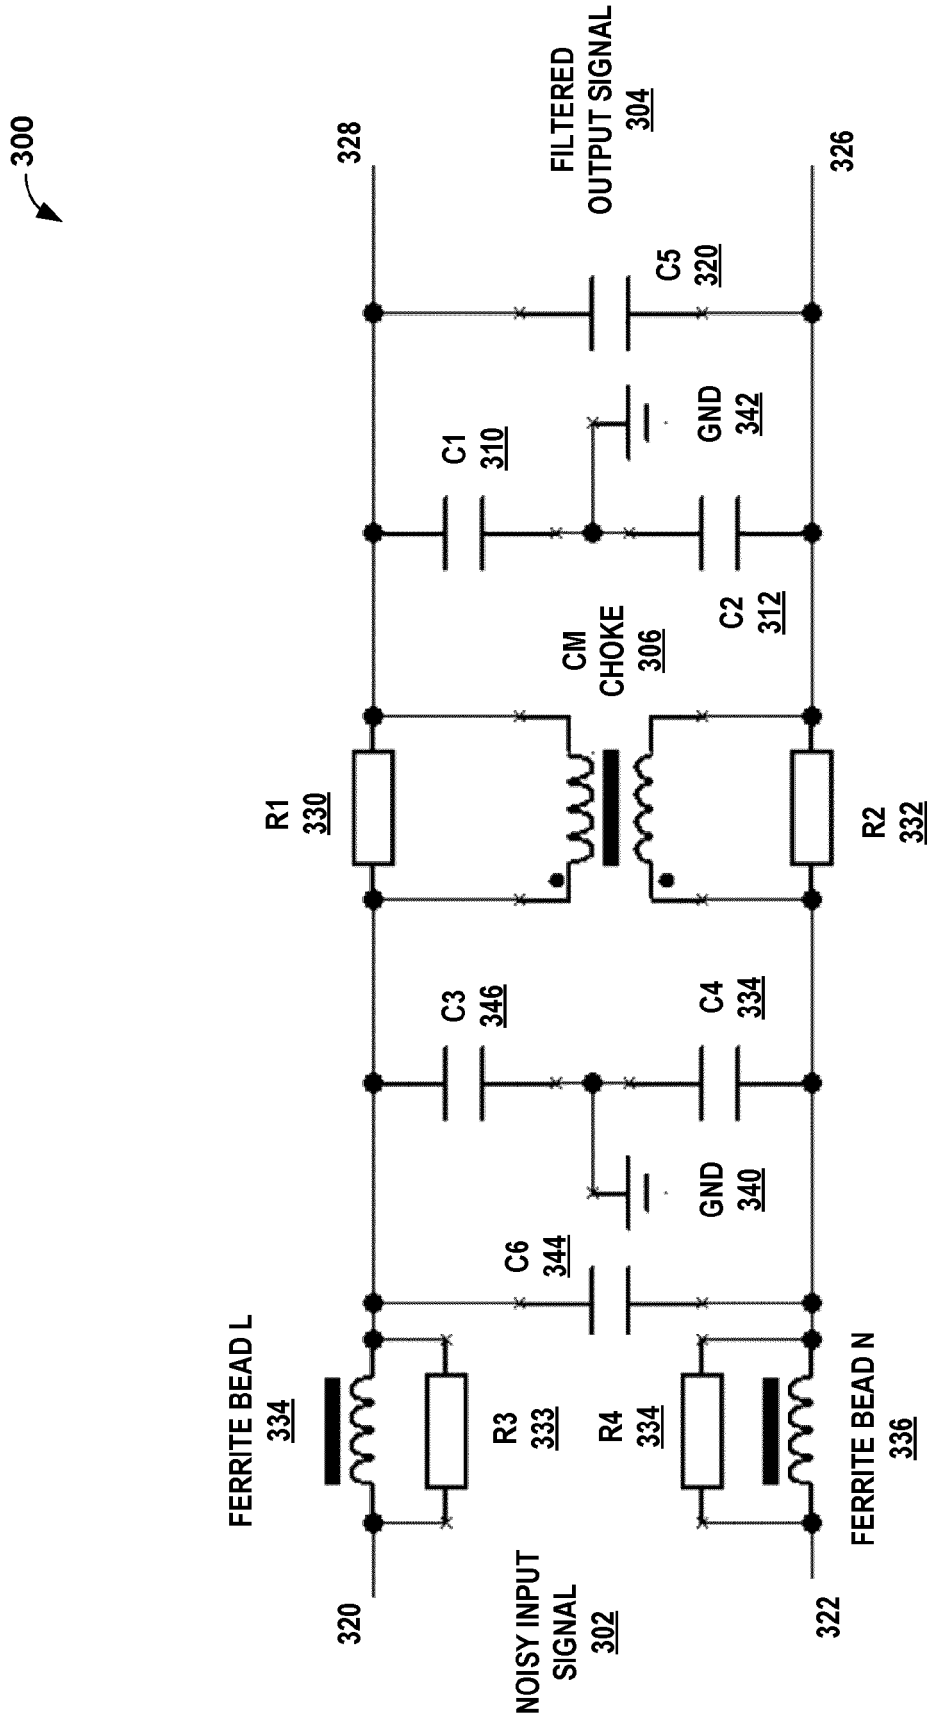 300
328
FILTERED
OUTPUT SIGNAL
304
326
C5
320
C1
310
GND
342
C2
312
CM
CHOKE
306
R1
330
R2
332
C3
346
C4
334
GND
340
C6
344
FERRITE BEAD L
334
R3
333
R4
334
FERRITE BEAD N
336
320
NOISY INPUT
SIGNAL
302
322